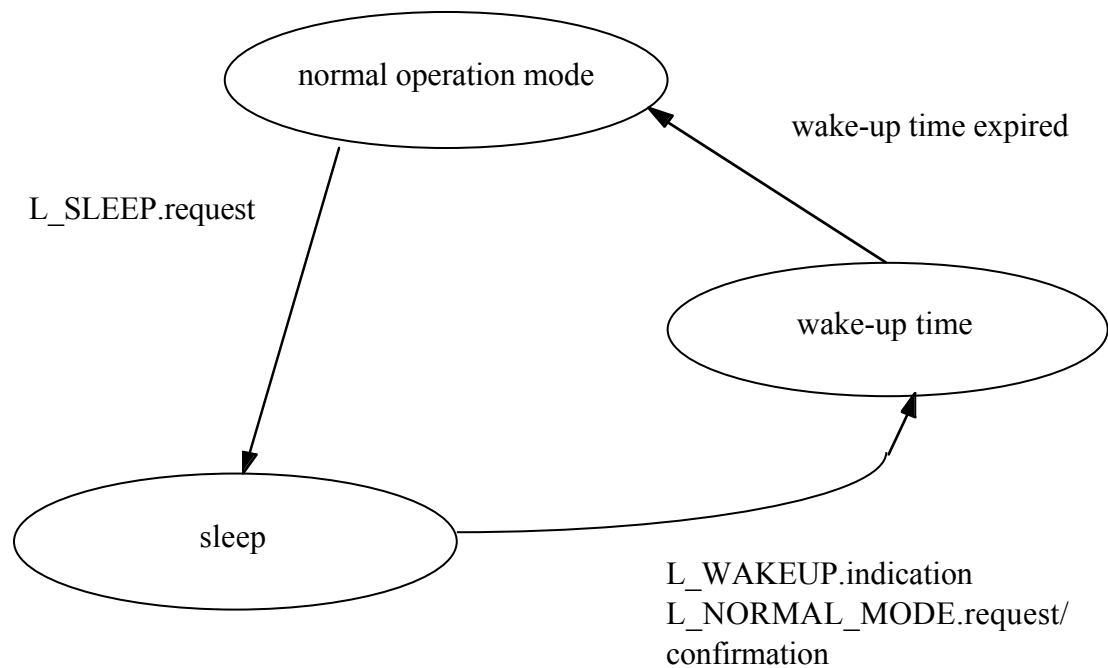 normal operation mode
wake-up time expired
L_SLEEP.request
wake-up time
sleep
L_WAKEUP.indication
L_NORMAL_MODE.request/
confirmation